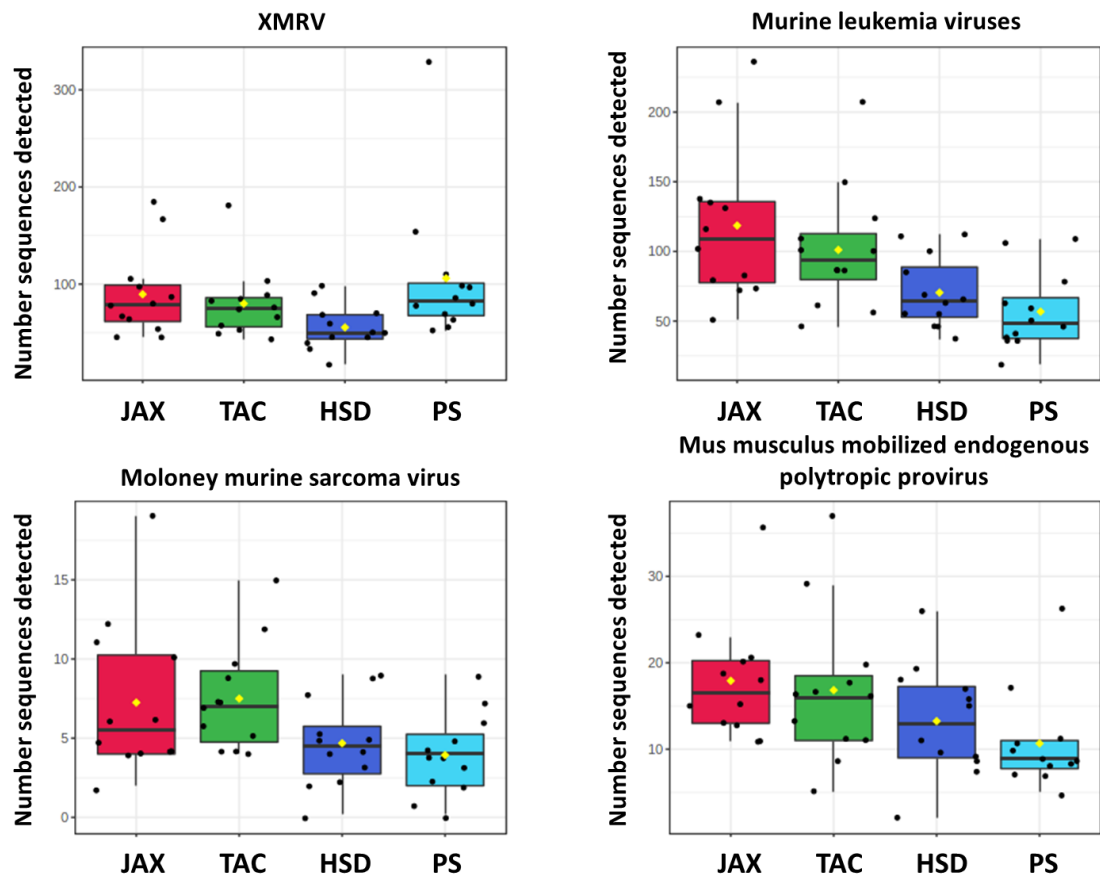 XMRV
Number sequences detected
300
200
100
JAX TAC HSD PS
Murine leukemia viruses
Number sequences detected
200
150
100
50
JAX TAC HSD PS
Moloney murine sarcoma virus
Number sequences detected
15
10
5
0
JAX TAC HSD PS
Mus musculus mobilized endogenous
polytropic provirus
Number sequences detected
30
20
10
JAX TAC HSD PS